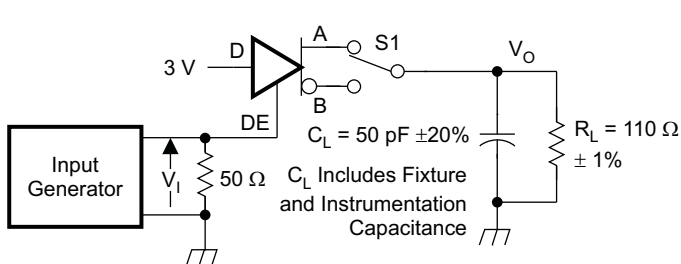 A
S1
D
3 V
V_O
B
DE
C_L = 50 pF ±20%
R_L = 110 Ω
± 1%
Input
Generator
V_I
50 Ω
C_L Includes Fixture
and Instrumentation
Capacitance